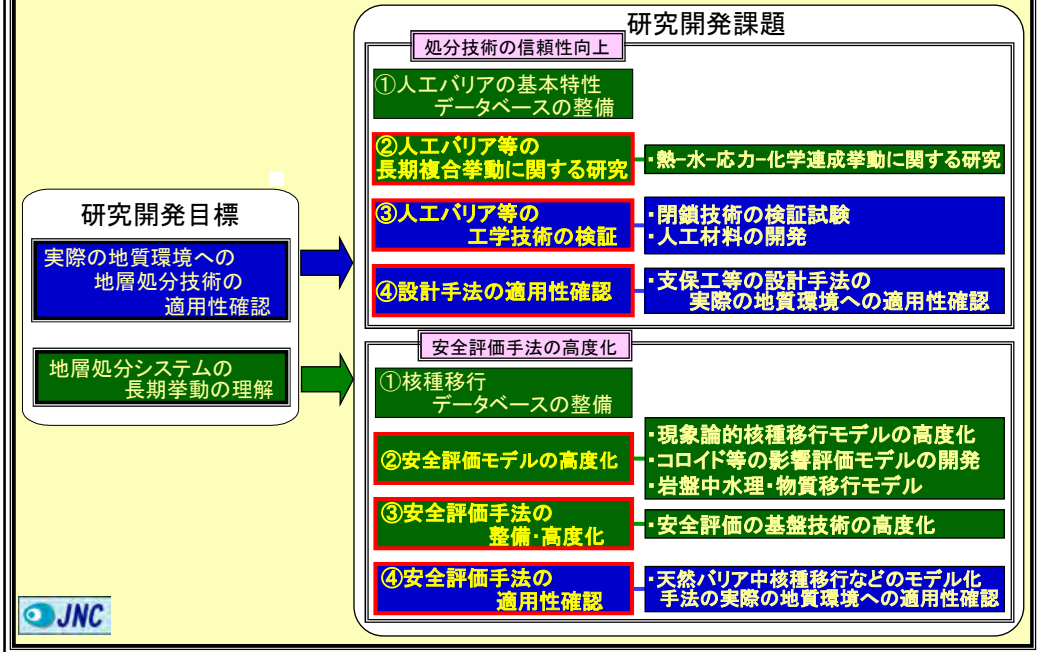 研究開発課題
処分技術の信頼性向上
①人工バリアの基本特性
データベースの整備
②人工バリア等の
長期複合挙動に関する研究
・熱-水-応力-化学連成挙動に関する研究
③人工バリア等の
工学技術の検証
・閉鎖技術の検証試験
・人工材料の開発
④設計手法の適用性確認
・支保工等の設計手法の
実際の地質環境への適用性確認
研究開発目標
実際の地質環境への
地層処分技術の
適用性確認
地層処分システムの
長期挙動の理解
安全評価手法の高度化
①核種移行
データベースの整備
②安全評価モデルの高度化
・現象論的核種移行モデルの高度化
・コロイド等の影響評価モデルの開発
・岩盤中水理・物質移行モデル
③安全評価手法の
整備・高度化
・安全評価の基盤技術の高度化
④安全評価手法の
適用性確認
・天然バリア中核種移行などのモデル化
手法の実際の地質環境への適用性確認
JNC